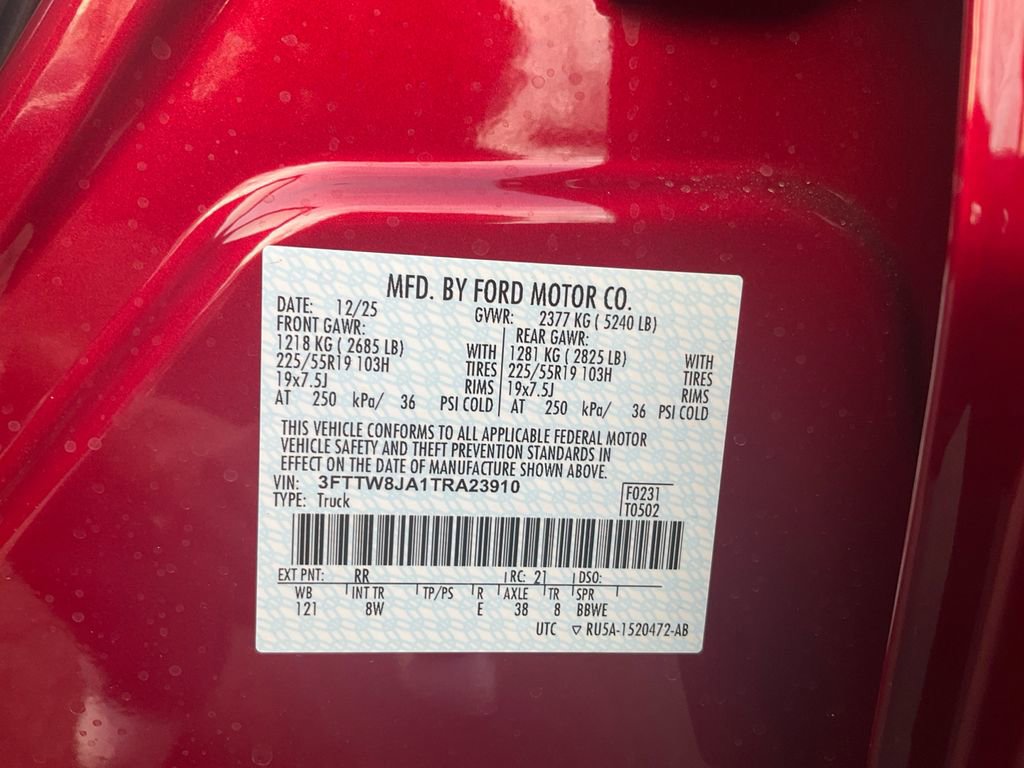 MFD. BY FORD MOTOR CO.
DATE: 12/25 GVWR: 2377 KG ( 5240 LB)
FRONT GAWR: REAR GAWR:
1218 KG ( 2685 LB) WITH 1281 KG ( 2825 LB) WITH
225/55R19 103H TIRES 225/55R19 103H TIRES
19x7.5J RIMS 19x7.5J RIMS
AT 250 kPa/ 36 PSI COLD AT 250 kPa/ 36 PSI COLD
THIS VEHICLE CONFORMS TO ALL APPLICABLE FEDERAL MOTOR
VEHICLE SAFETY AND THEFT PREVENTION STANDARDS IN
EFFECT ON THE DATE OF MANUFACTURE SHOWN ABOVE.
VIN: 3FTTW8JA1TRA23910 F0231
TYPE: Truck T0502
EXT PNT: RR RC: 21 DSO:
WB INT TR TP/PS R AXLE TR SPR
121 8W E 38 8 BBWE
UTC ▽ RU5A-1520472-AB